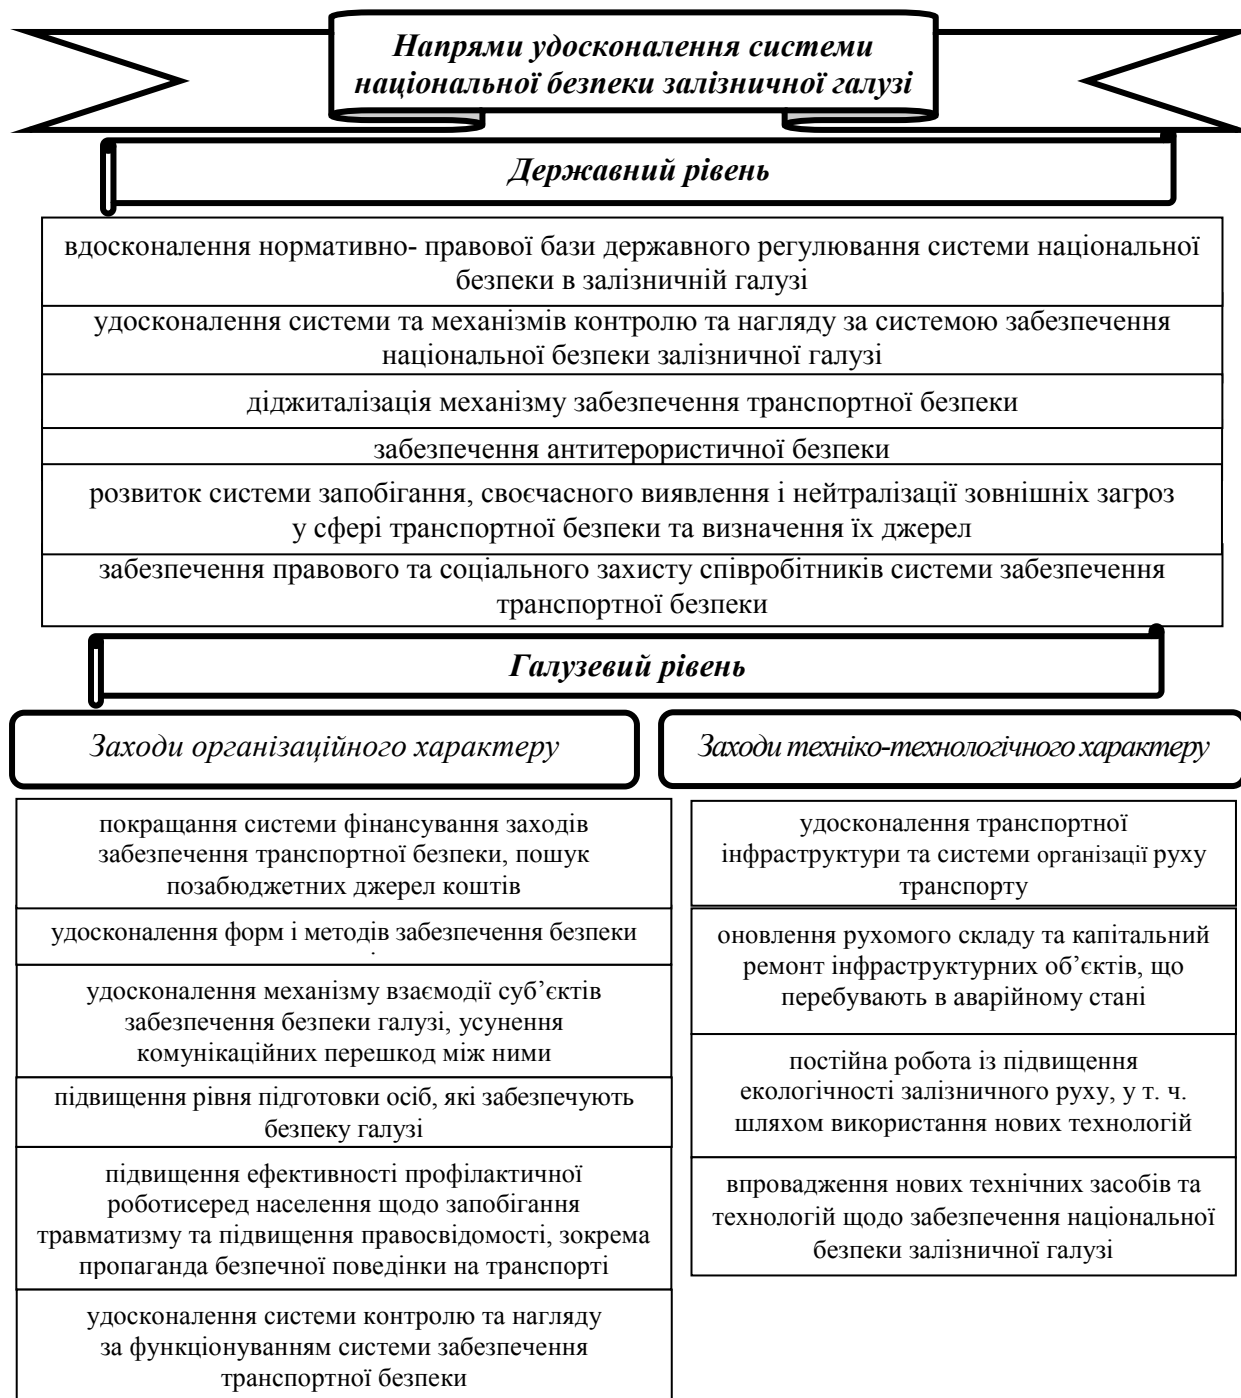 Напрями удосконалення системи
національної безпеки залізничної галузі
Державний рівень
вдосконалення нормативно- правової бази державного регулювання системи національної
безпеки в залізничній галузі
удосконалення системи та механізмів контролю та нагляду за системою забезпечення
національної безпеки залізничної галузі
діджиталізація механізму забезпечення транспортної безпеки
забезпечення антитерористичної безпеки
розвиток системи запобігання, своєчасного виявлення і нейтралізації зовнішніх загроз
у сфері транспортної безпеки та визначення їх джерел
забезпечення правового та соціального захисту співробітників системи забезпечення
транспортної безпеки
Галузевий рівень
Заходи організаційного характеру
покращання системи фінансування заходів
забезпечення транспортної безпеки, пошук
позабюджетних джерел коштів
удосконалення форм і методів забезпечення безпеки
удосконалення механізму взаємодії суб’єктів
забезпечення безпеки галузі, усунення
комунікаційних перешкод між ними
підвищення рівня підготовки осіб, які забезпечують
безпеку галузі
підвищення ефективності профілактичної
роботисеред населення щодо запобігання
травматизму та підвищення правосвідомості, зокрема
пропаганда безпечної поведінки на транспорті
удосконалення системи контролю та нагляду
за функціонуванням системи забезпечення
транспортної безпеки
Заходи техніко-технологічного характеру
удосконалення транспортної
інфраструктури та системи організації руху
транспорту
оновлення рухомого складу та капітальний
ремонт інфраструктурних об’єктів, що
перебувають в аварійному стані
постійна робота із підвищення
екологічності залізничного руху, у т. ч.
шляхом використання нових технологій
впровадження нових технічних засобів та
технологій щодо забезпечення національної
безпеки залізничної галузі